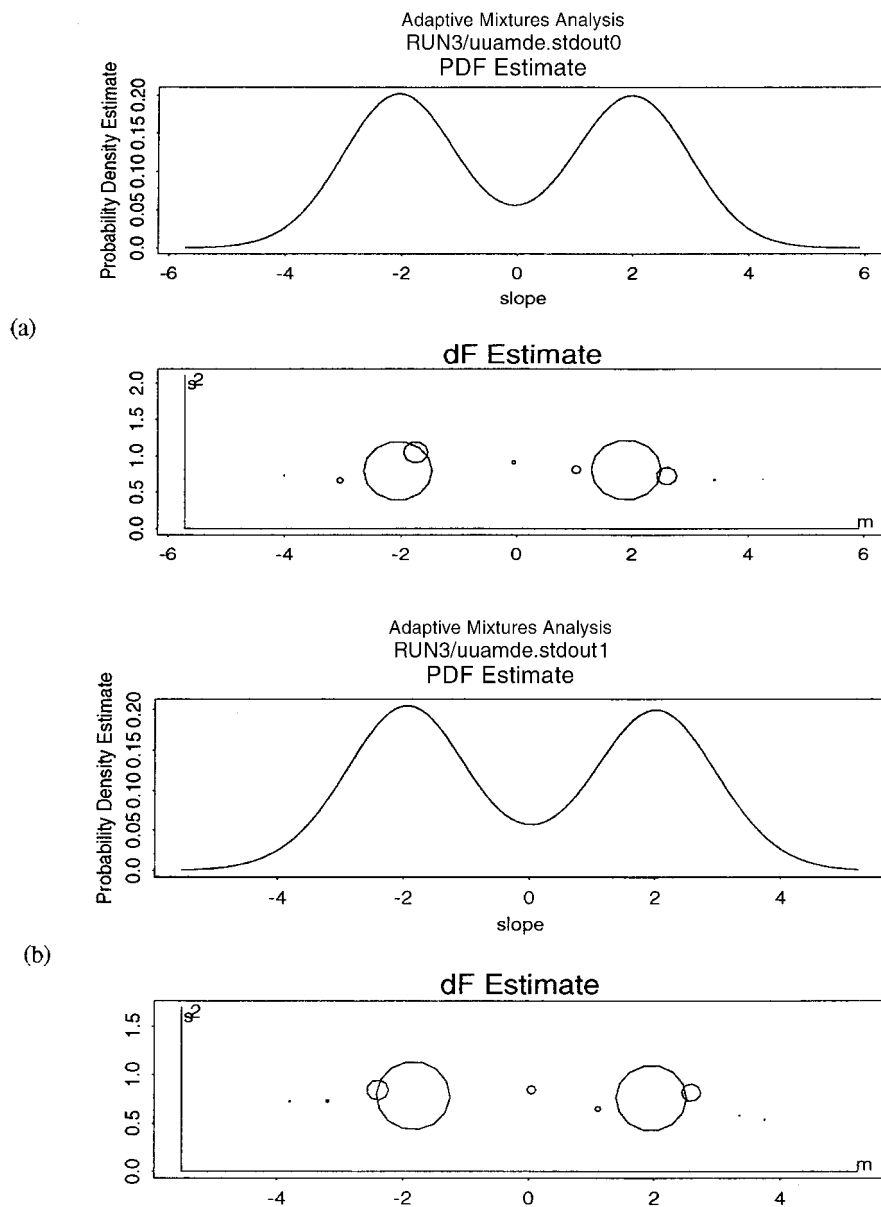 Adaptive Mixtures Analysis
RUN3/uuamde.stdout0
PDF Estimate
Probability Density Estimate
0.0 0.05 0.10 0.15 0.20
-6 -4 -2 0 2 4 6
slope
(a)
dF Estimate
s^2
0.0 0.5 1.0 1.5 2.0
m
-6 -4 -2 0 2 4 6
Adaptive Mixtures Analysis
RUN3/uuamde.stdout1
PDF Estimate
Probability Density Estimate
0.0 0.05 0.10 0.15 0.20
-4 -2 0 2 4
slope
(b)
dF Estimate
s^2
0.0 0.5 1.0 1.5
m
-4 -2 0 2 4